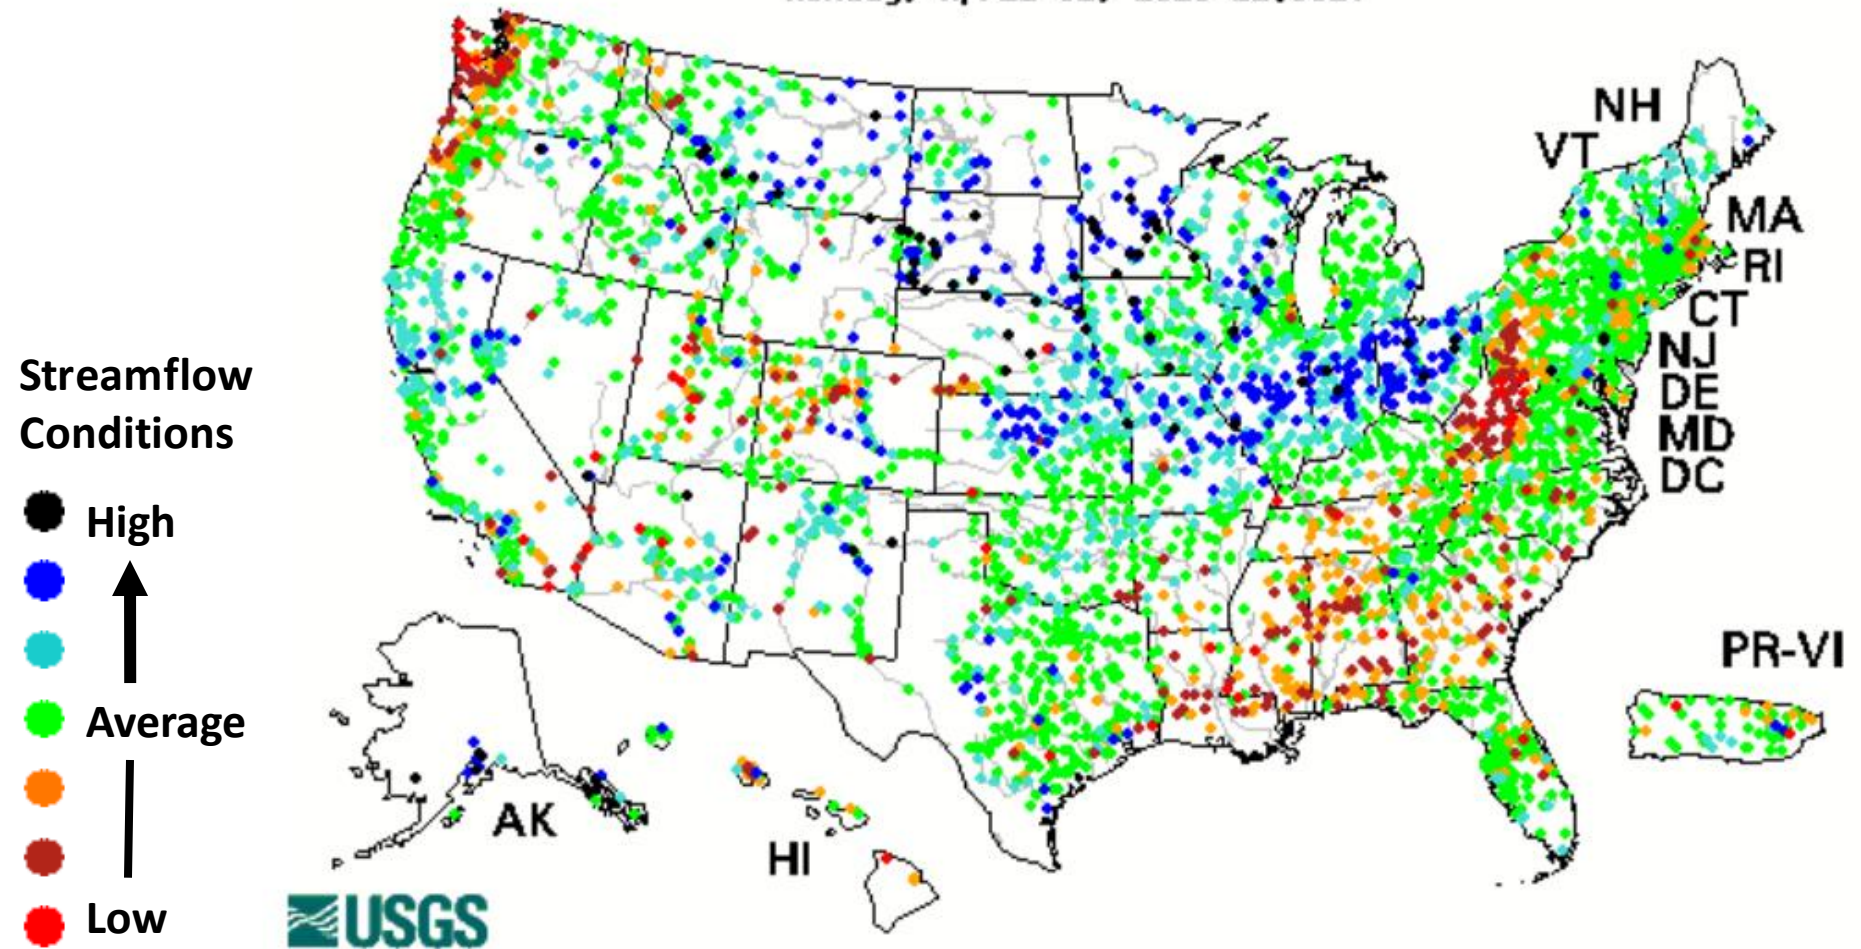 NH
VT
MA
RI
CT
NJ
DE
MD
DC
PR-VI
Streamflow
Conditions
High
Average
Low
AK
HI
USGS